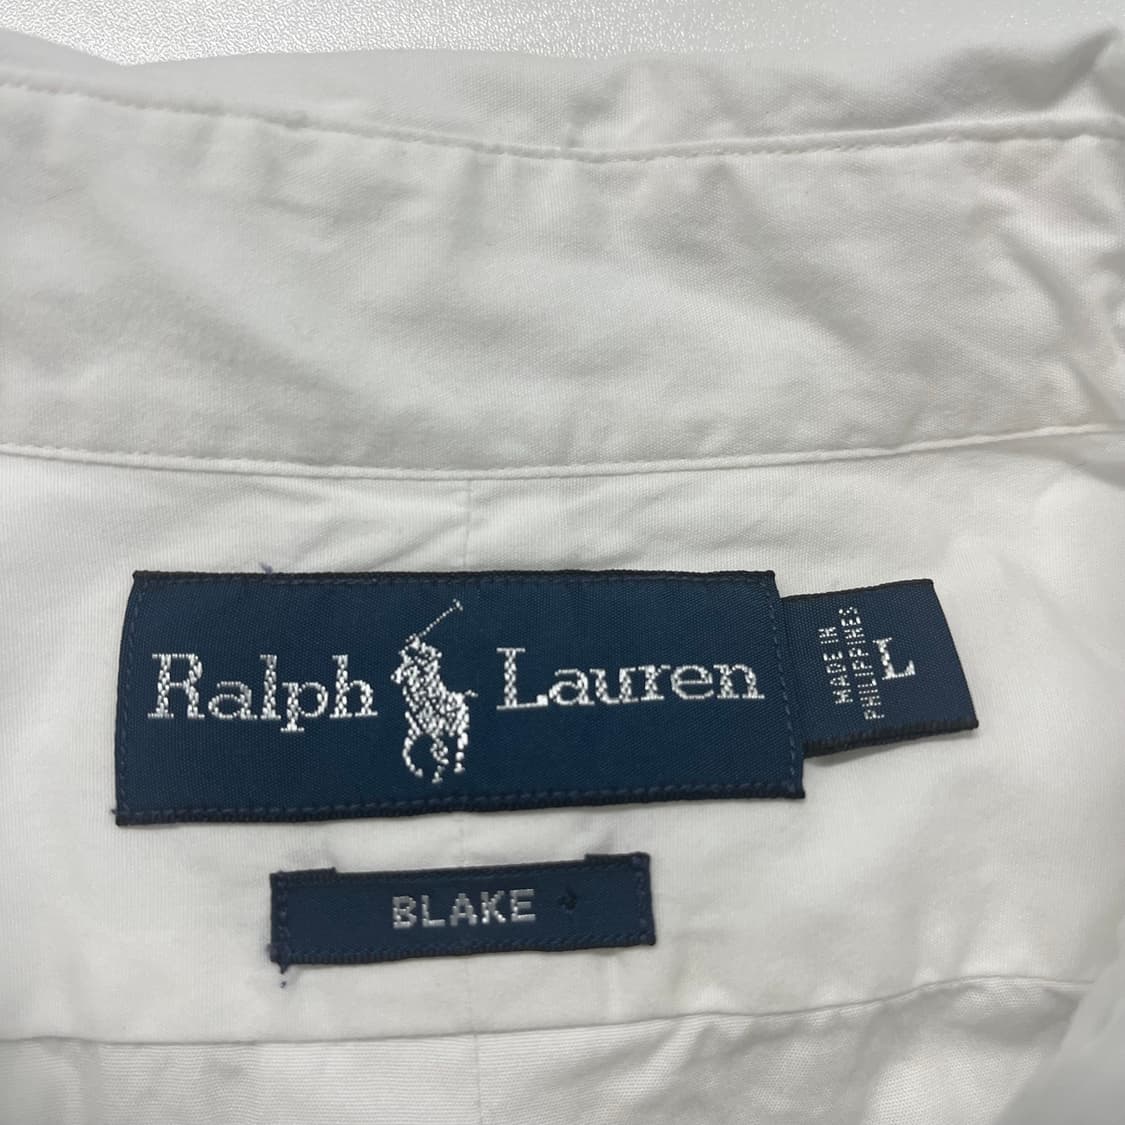 Ralph Lauren
MADE IN
PHILIPPINES
L
BLAKE